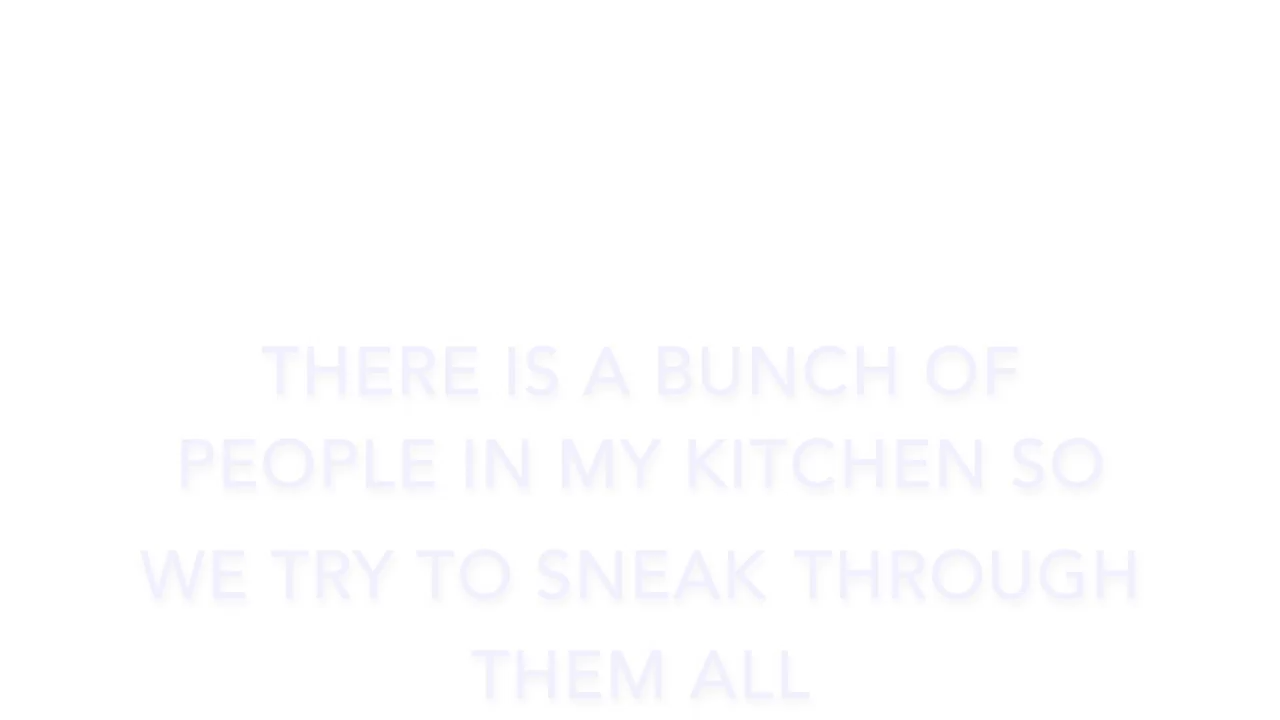 THERE IS A BUNCH OF
PEOPLE IN MY KITCHEN SO
WE TRY TO SNEAK THROUGH
THEM ALL